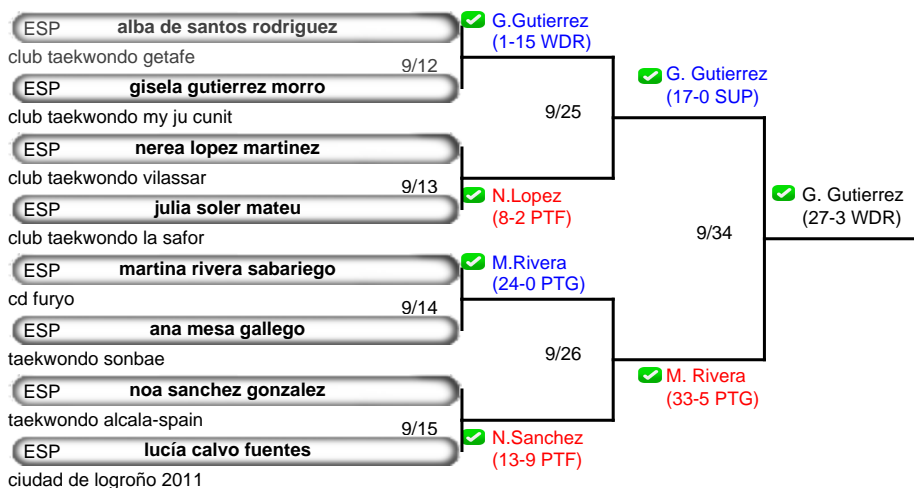 ESP alba de santos rodriguez
G.Gutierrez
(1-15 WDR)
club taekwondo getafe
9/12
ESP gisela gutierrez morro
club taekwondo my ju cunit
G. Gutierrez
(17-0 SUP)
9/25
ESP nerea lopez martinez
club taekwondo vilassar
9/13
ESP julia soler mateu
N.Lopez
(8-2 PTF)
club taekwondo la safor
G. Gutierrez
(27-3 WDR)
9/34
ESP martina rivera sabariego
M.Rivera
(24-0 PTG)
cd furyo
9/14
ESP ana mesa gallego
taekwondo sonbae
9/26
M. Rivera
(33-5 PTG)
ESP noa sanchez gonzalez
taekwondo alcala-spain
9/15
ESP lucía calvo fuentes
N.Sanchez
(13-9 PTF)
ciudad de logroño 2011